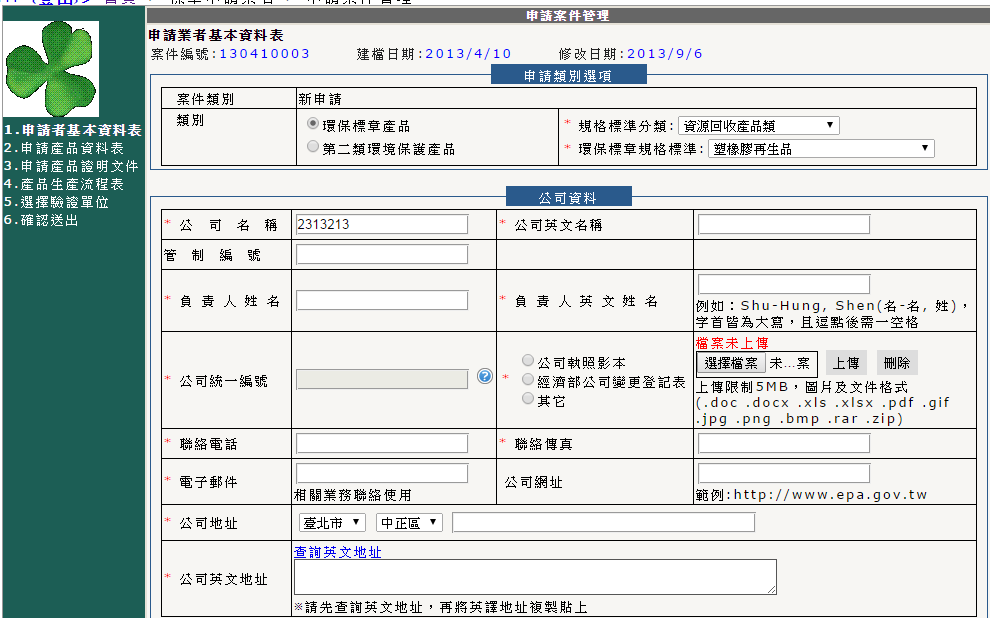 申請案件管理
1.申請者基本資料表
2.申請產品資料表
3.申請產品證明文件
4.產品生產流程表
5.選擇驗證單位
6.確認送出
申請業者基本資料表
案件編號:130410003 建檔日期:2013/4/10 修改日期:2013/9/6
申請類別選項
案件類別 新申請
類別 環保標章產品 * 規格標準分類: 資源回收產品類
第二類環境保護產品 * 環保標章規格標準: 塑橡膠再生品
公司資料
* 公司名稱 2313213 * 公司英文名稱
管制編號
* 負責人姓名 * 負責人英文姓名
例如：Shu-Hung, Shen(名-名, 姓)，
字首皆為大寫，且逗點後需一空格
* 公司統一編號 ? *
公司執照影本
經濟部公司變更登記表
其它
檔案未上傳
選擇檔案 未...案 上傳 刪除
上傳限制5MB，圖片及文件格式
(.doc .docx .xls .xlsx .pdf .gif
.jpg .png .bmp .rar .zip)
* 聯絡電話 * 聯絡傳真
* 電子郵件 公司網址
相關業務聯絡使用 範例:http://www.epa.gov.tw
* 公司地址 臺北市 中正區
查詢英文地址
* 公司英文地址
※請先查詢英文地址，再將英譯地址複製貼上